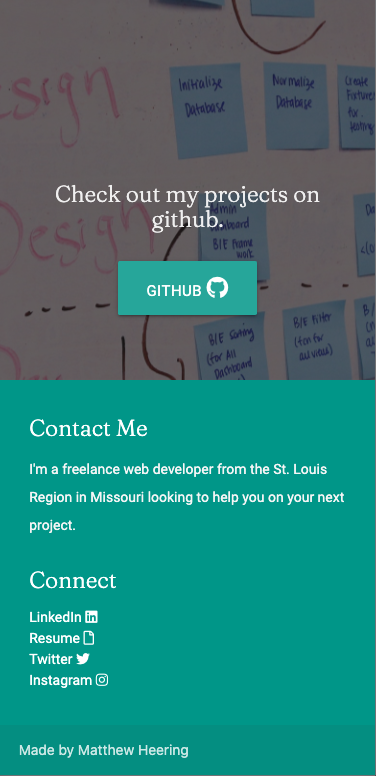 esign
Initialize
Database
Normalize
Database
Create
Fixtures
for
testing
Check out my projects on
github.
Design
Admin
Dashboard
B/E Frame
work
GITHUB
B/E Sorting
(for All
Dashboard
B/E Filter
(for
all view)
Contact Me
I'm a freelance web developer from the St. Louis
Region in Missouri looking to help you on your next
project.
Connect
LinkedIn
Resume
Twitter
Instagram
Made by Matthew Heering